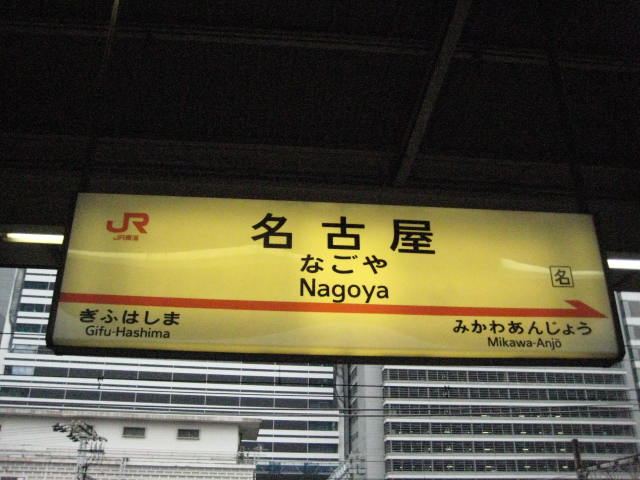 JR
JR東海
名古屋
なごや
Nagoya
名
ぎふはしま
Gifu-Hashima
みかわあんじょう
Mikawa-Anjō